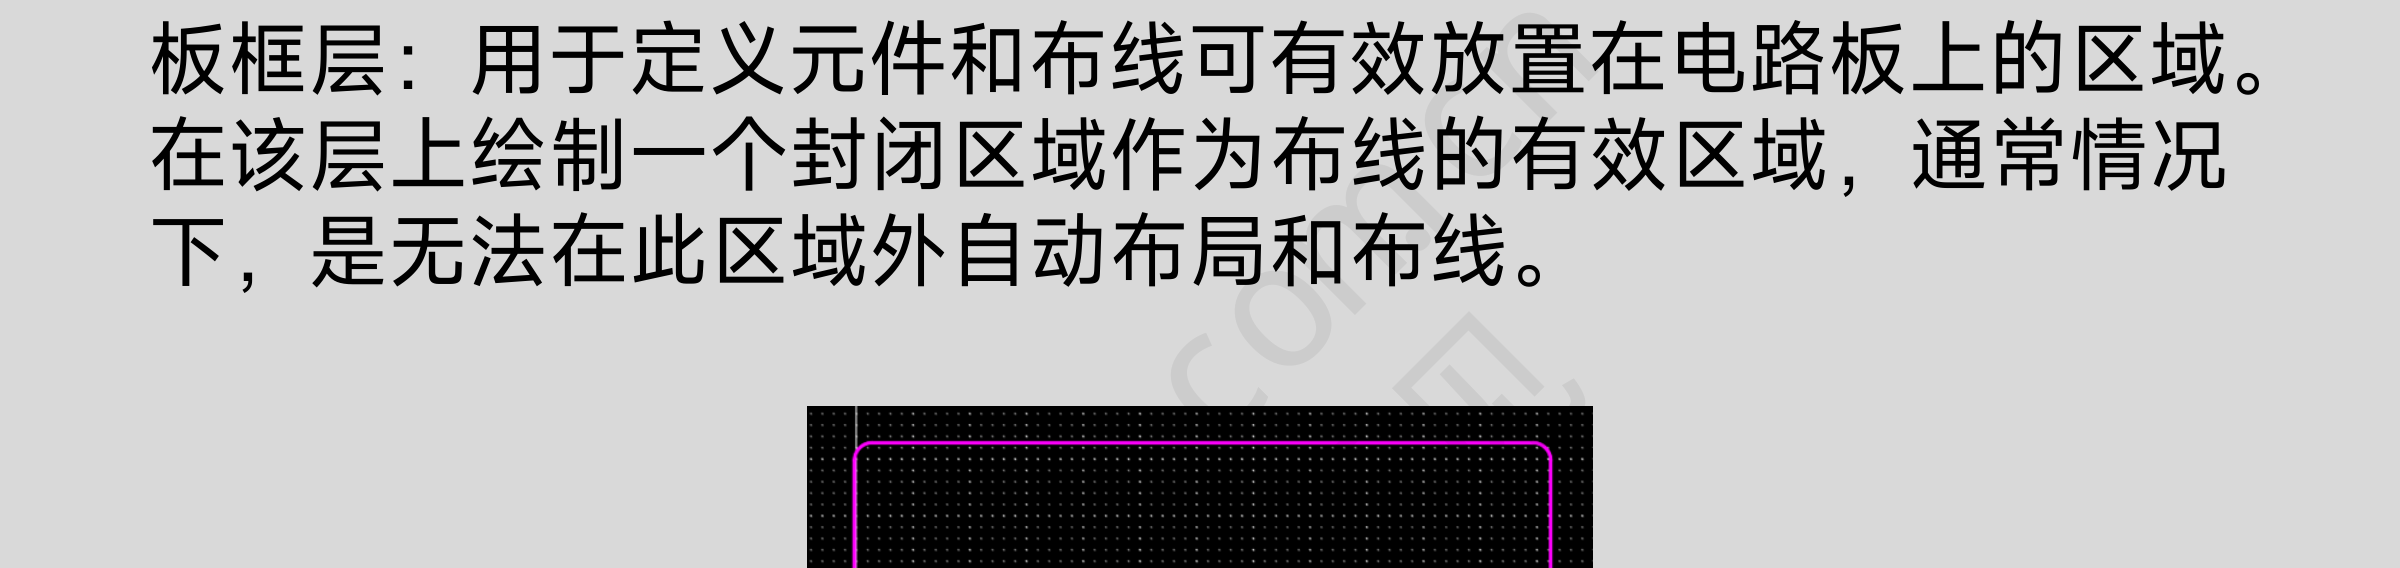 板框层：用于定义元件和布线可有效放置在电路板上的区域。
在该层上绘制一个封闭区域作为布线的有效区域，通常情况
下，是无法在此区域外自动布局和布线。
com.cn